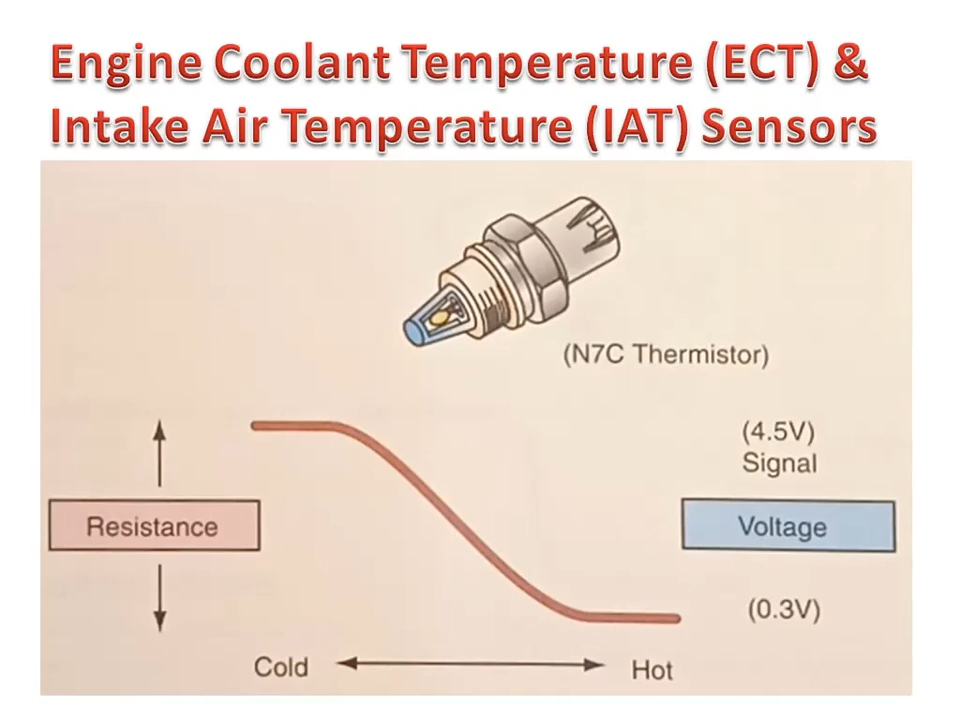 Engine Coolant Temperature (ECT) &
Intake Air Temperature (IAT) Sensors
(N7C Thermistor)
(4.5V)
Signal
Resistance
Voltage
(0.3V)
Cold
Hot